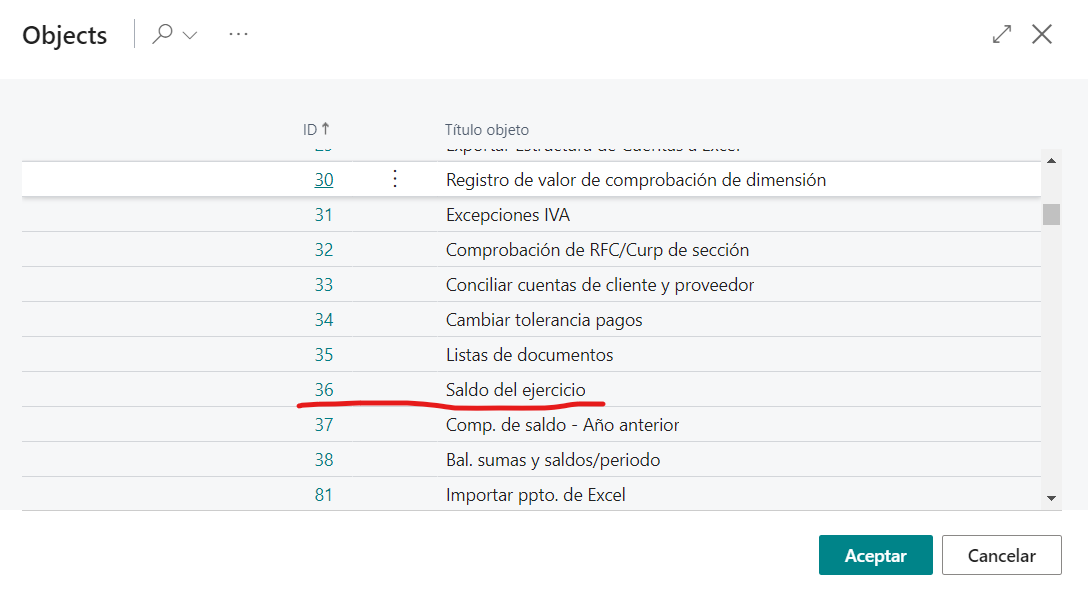 Objects
ID Título objeto
30 Registro de valor de comprobación de dimensión
31 Excepciones IVA
32 Comprobación de RFC/Curp de sección
33 Conciliar cuentas de cliente y proveedor
34 Cambiar tolerancia pagos
35 Listas de documentos
36 Saldo del ejercicio
37 Comp. de saldo - Año anterior
38 Bal. sumas y saldos/periodo
81 Importar ppto. de Excel
Aceptar Cancelar